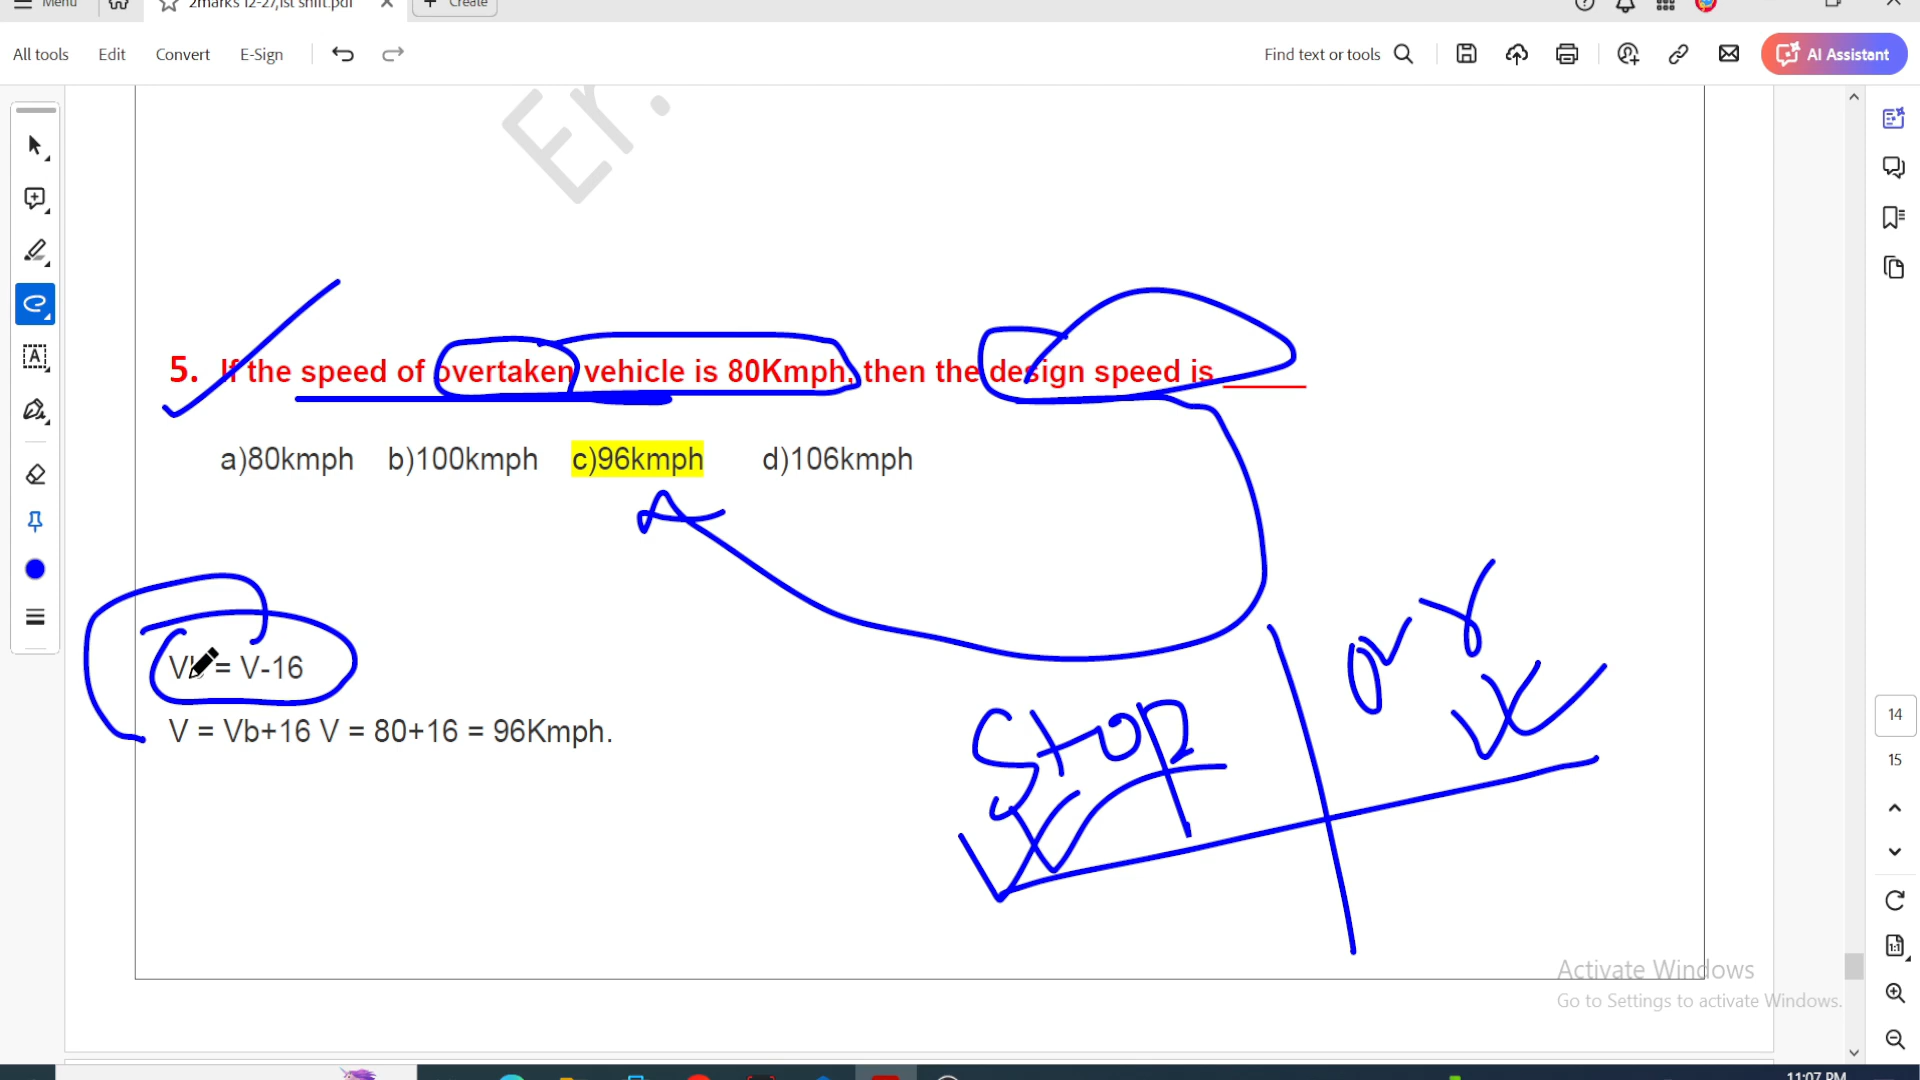 Menu 2marks 12-27,1st shift.pdf Create
All tools Edit Convert E-Sign Find text or tools AI Assistant
Er.
5. If the speed of overtaken vehicle is 80Kmph, then the design speed is ______
a)80kmph b)100kmph c)96kmph d)106kmph
= V-16
V = Vb+16 V = 80+16 = 96Kmph.
Stop
14
15
Activate Windows
Go to Settings to activate Windows.
11:07 PM